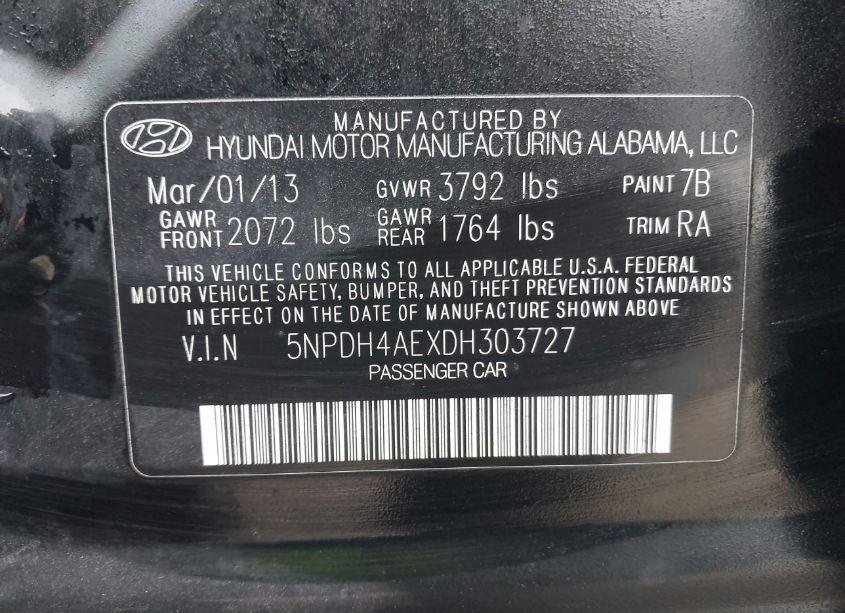 MANUFACTURED BY
HYUNDAI MOTOR MANUFACTURING ALABAMA, LLC
Mar/01/13 GVWR 3792 lbs PAINT 7B
GAWR FRONT 2072 lbs GAWR REAR 1764 lbs TRIM RA
THIS VEHICLE CONFORMS TO ALL APPLICABLE U.S.A. FEDERAL
MOTOR VEHICLE SAFETY, BUMPER, AND THEFT PREVENTION STANDARDS
IN EFFECT ON THE DATE OF MANUFACTURE SHOWN ABOVE
V.I.N 5NPDH4AEXDH303727
PASSENGER CAR